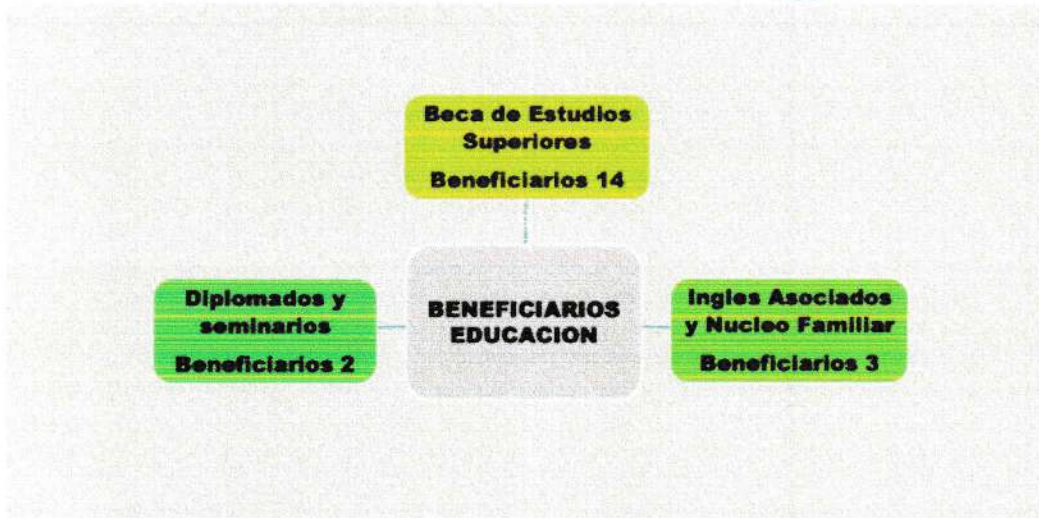 Beca de Estudios
Superiores
Beneficiarios 14
Diplomados y
seminarios
Beneficiarios 2
BENEFICIARIOS
EDUCACION
Ingles Asociados
y Nucleo Familiar
Beneficiarios 3